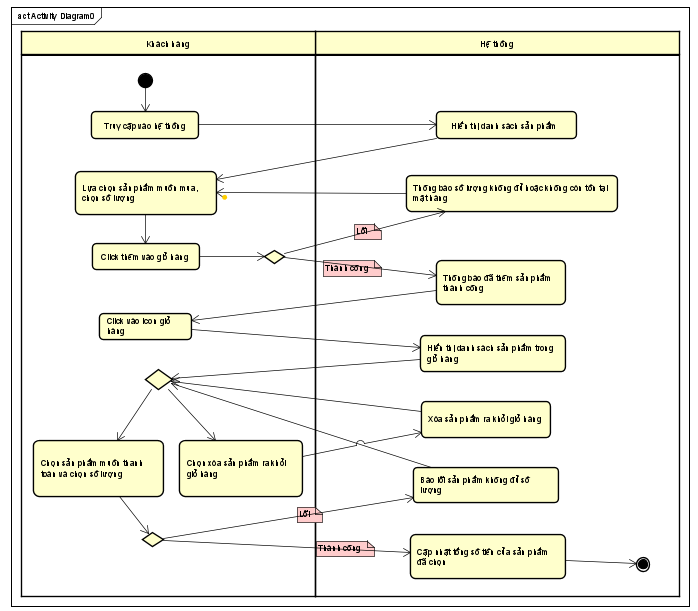 act Activity Diagram0
Khách hàng
Hệ thống
Truy cập vào hệ thống
Hiển thị danh sách sản phẩm
Lựa chọn sản phẩm muốn mua,
chọn số lượng
Thông báo số lượng không đủ hoặc không còn tồn tại
mặt hàng
Lỗi
Click thêm vào giỏ hàng
Thành công
Thông báo đã thêm sản phẩm
thành công
Click vào icon giỏ
hàng
Hiển thị danh sách sản phẩm trong
giỏ hàng
Xóa sản phẩm ra khỏi giỏ hàng
Chọn sản phẩm muốn thanh
toán và chọn số lượng
Chọn xóa sản phẩm ra khỏi
giỏ hàng
Báo lỗi sản phẩm không đủ số
lượng
Lỗi
Thành công
Cập nhật tổng số tiền của sản phẩm
đã chọn